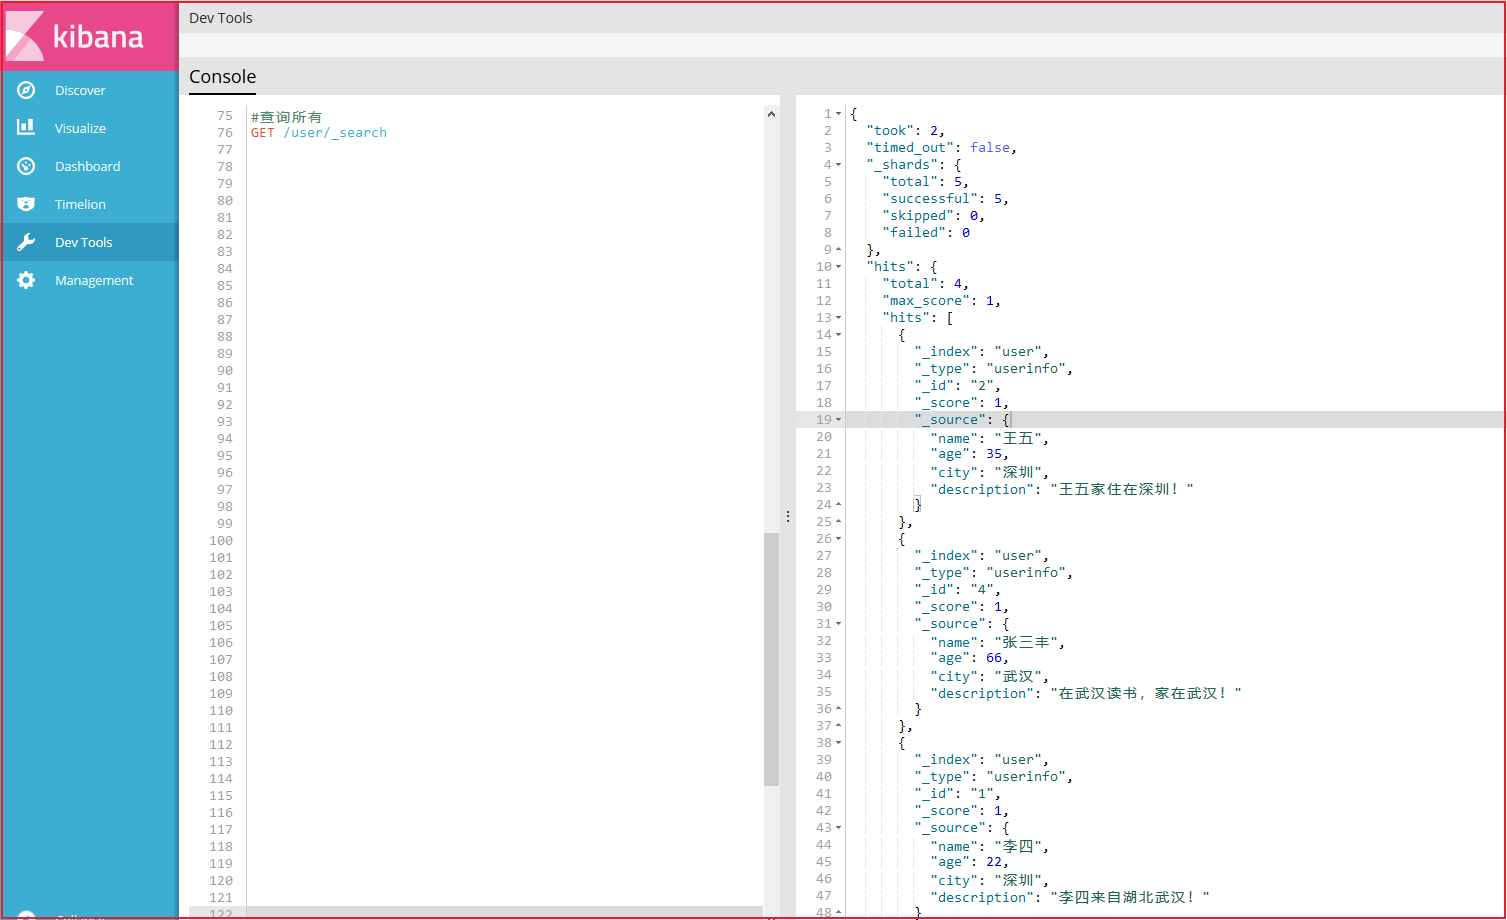 kibana
Discover
Visualize
Dashboard
Timelion
Dev Tools
Management
Dev Tools
Console
75 #查询所有
76 GET /user/_search
77
78
79
80
81
82
83
84
85
86
87
88
89
90
91
92
93
94
95
96
97
98
99
100
101
102
103
104
105
106
107
108
109
110
111
112
113
114
115
116
117
118
119
120
121
122
1 {
2 "took": 2,
3 "timed_out": false,
4 "_shards": {
5 "total": 5,
6 "successful": 5,
7 "skipped": 0,
8 "failed": 0
9 },
10 "hits": {
11 "total": 4,
12 "max_score": 1,
13 "hits": [
14 {
15 "_index": "user",
16 "_type": "userinfo",
17 "_id": "2",
18 "_score": 1,
19 "_source": {
20 "name": "王五",
21 "age": 35,
22 "city": "深圳",
23 "description": "王五家住在深圳！"
24 }
25 },
26 {
27 "_index": "user",
28 "_type": "userinfo",
29 "_id": "4",
30 "_score": 1,
31 "_source": {
32 "name": "张三丰",
33 "age": 66,
34 "city": "武汉",
35 "description": "在武汉读书，家在武汉！"
36 }
37 },
38 {
39 "_index": "user",
40 "_type": "userinfo",
41 "_id": "1",
42 "_score": 1,
43 "_source": {
44 "name": "李四",
45 "age": 22,
46 "city": "深圳",
47 "description": "李四来自湖北武汉！"
48 }